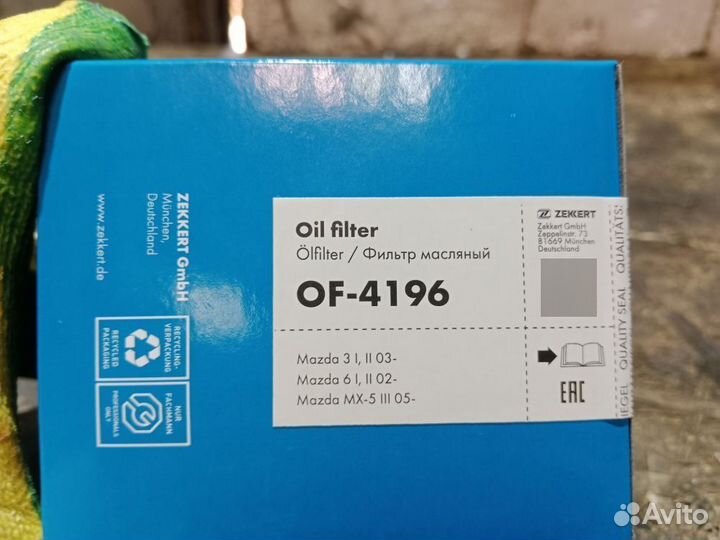 ZEKKERT GmbH
München,
Deutschland
www.zekkert.de
RECYCLING-
VERPACKUNG
RECYCLED
PACKAGING
NUR
FACHMANN
PROFESSIONALS
ONLY
Oil filter
Ölfilter / Фильтр масляный
OF-4196
Mazda 3 I, II 03-
Mazda 6 I, II 02-
Mazda MX-5 III 05-
ZEKKERT
Zekkert GmbH
Zeppelinstr. 73
81669 München
Deutschland
EAC
IEGEL QUALITY SEAL QUALITÄTS
Avito